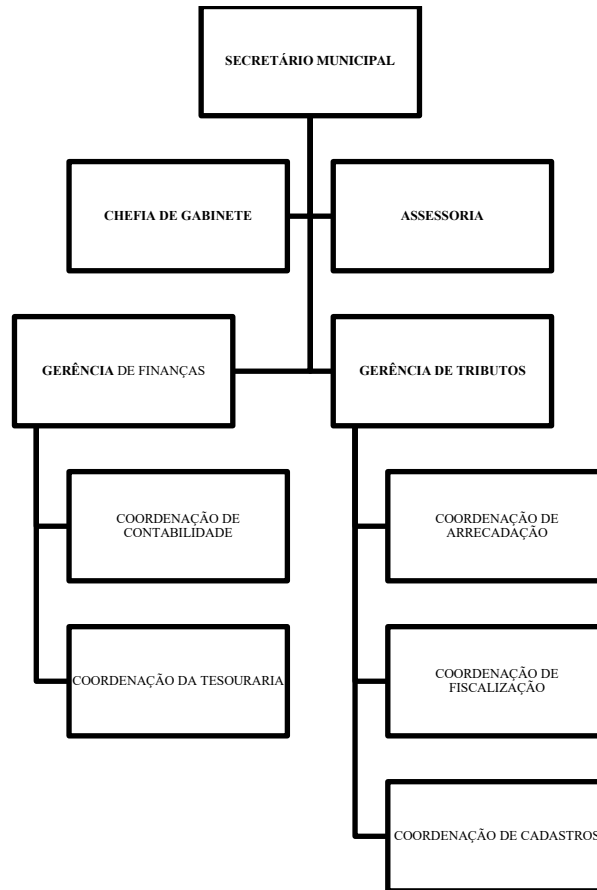 SECRETÁRIO MUNICIPAL
CHEFIA DE GABINETE
ASSESSORIA
GERÊNCIA DE FINANÇAS
GERÊNCIA DE TRIBUTOS
COORDENAÇÃO DE
CONTABILIDADE
COORDENAÇÃO DE
ARRECADAÇÃO
COORDENAÇÃO DA TESOURARIA
COORDENAÇÃO DE
FISCALIZAÇÃO
COORDENAÇÃO DE CADASTROS